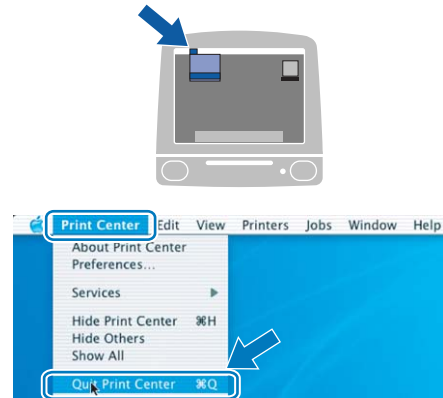 Print Center Edit View Printers Jobs Window Help
About Print Center
Preferences...
Services
Hide Print Center ⌘H
Hide Others
Show All
Quit Print Center ⌘Q